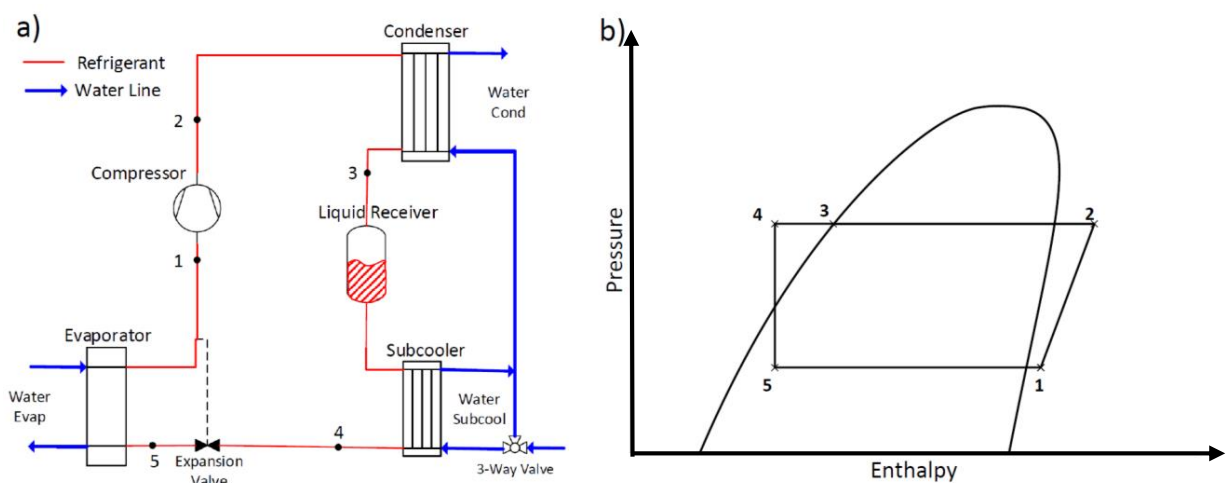 a)
Refrigerant
Water Line
Condenser
Water
Cond
2
Compressor
3
Liquid Receiver
1
Evaporator
Subcooler
Water
Evap
Water
Subcool
5
Expansion
Valve
4
3-Way Valve
b)
Pressure
4
3
2
5
1
Enthalpy